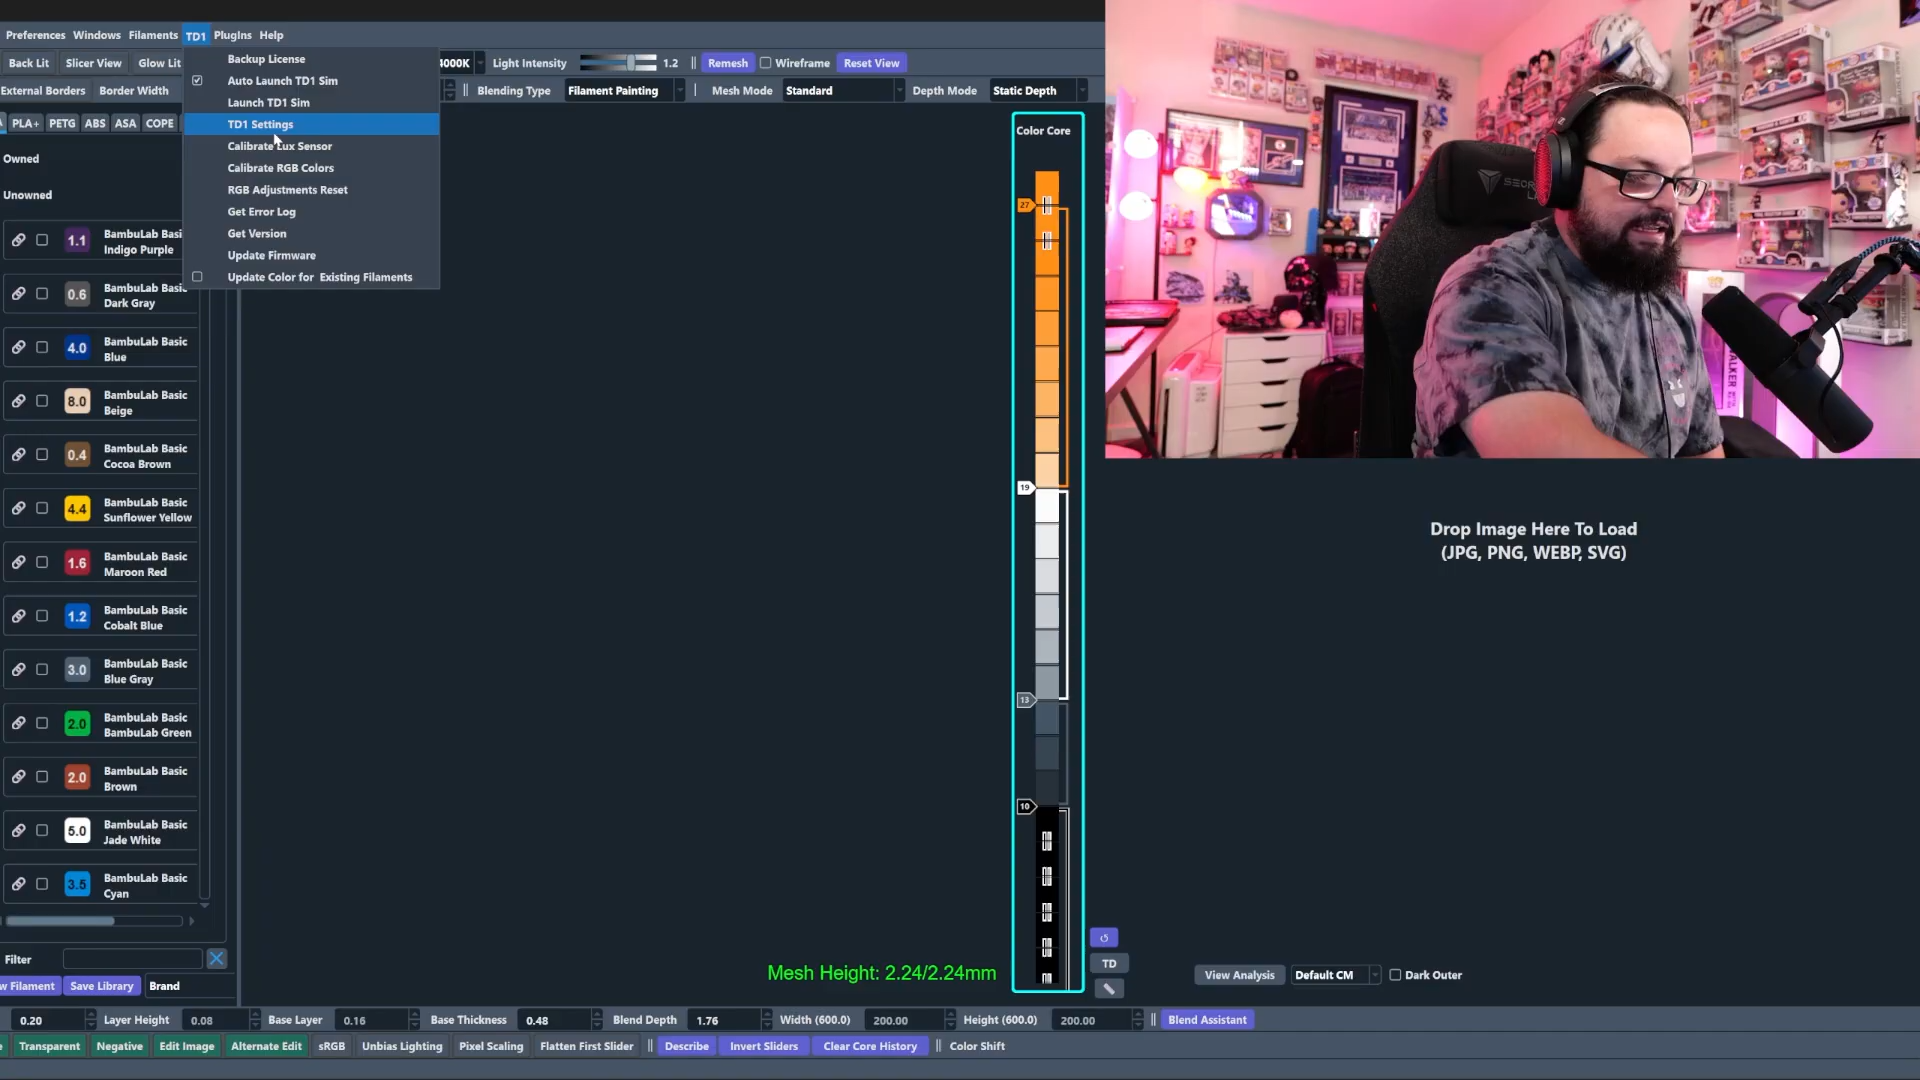 Preferences Windows Filaments TD1 PlugIns Help
Back Lit Slicer View Glow Lit 4000K Light Intensity 1.2 Remesh Wireframe Reset View
External Borders Border Width Blending Type Filament Painting Mesh Mode Standard Depth Mode Static Depth
PLA+ PETG ABS ASA COPE
Backup License
Auto Launch TD1 Sim
Launch TD1 Sim
TD1 Settings
Calibrate Lux Sensor
Calibrate RGB Colors
RGB Adjustments Reset
Get Error Log
Get Version
Update Firmware
Update Color for Existing Filaments
Owned
Unowned
1.1 BambuLab Basi
Indigo Purple
0.6 BambuLab Basic
Dark Gray
4.0 BambuLab Basic
Blue
8.0 BambuLab Basic
Beige
0.4 BambuLab Basic
Cocoa Brown
4.4 BambuLab Basic
Sunflower Yellow
1.6 BambuLab Basic
Maroon Red
1.2 BambuLab Basic
Cobalt Blue
3.0 BambuLab Basic
Blue Gray
2.0 BambuLab Basic
BambuLab Green
2.0 BambuLab Basic
Brown
5.0 BambuLab Basic
Jade White
3.5 BambuLab Basic
Cyan
Filter
w Filament Save Library Brand
Color Core
27
19
13
10
Mesh Height: 2.24/2.24mm
TD
WALKER
Drop Image Here To Load
(JPG, PNG, WEBP, SVG)
View Analysis Default CM Dark Outer
0.20 Layer Height 0.08 Base Layer 0.16 Base Thickness 0.48 Blend Depth 1.76 Width (600.0) 200.00 Height (600.0) 200.00 Blend Assistant
Transparent Negative Edit Image Alternate Edit sRGB Unbias Lighting Pixel Scaling Flatten First Slider Describe Invert Sliders Clear Core History Color Shift